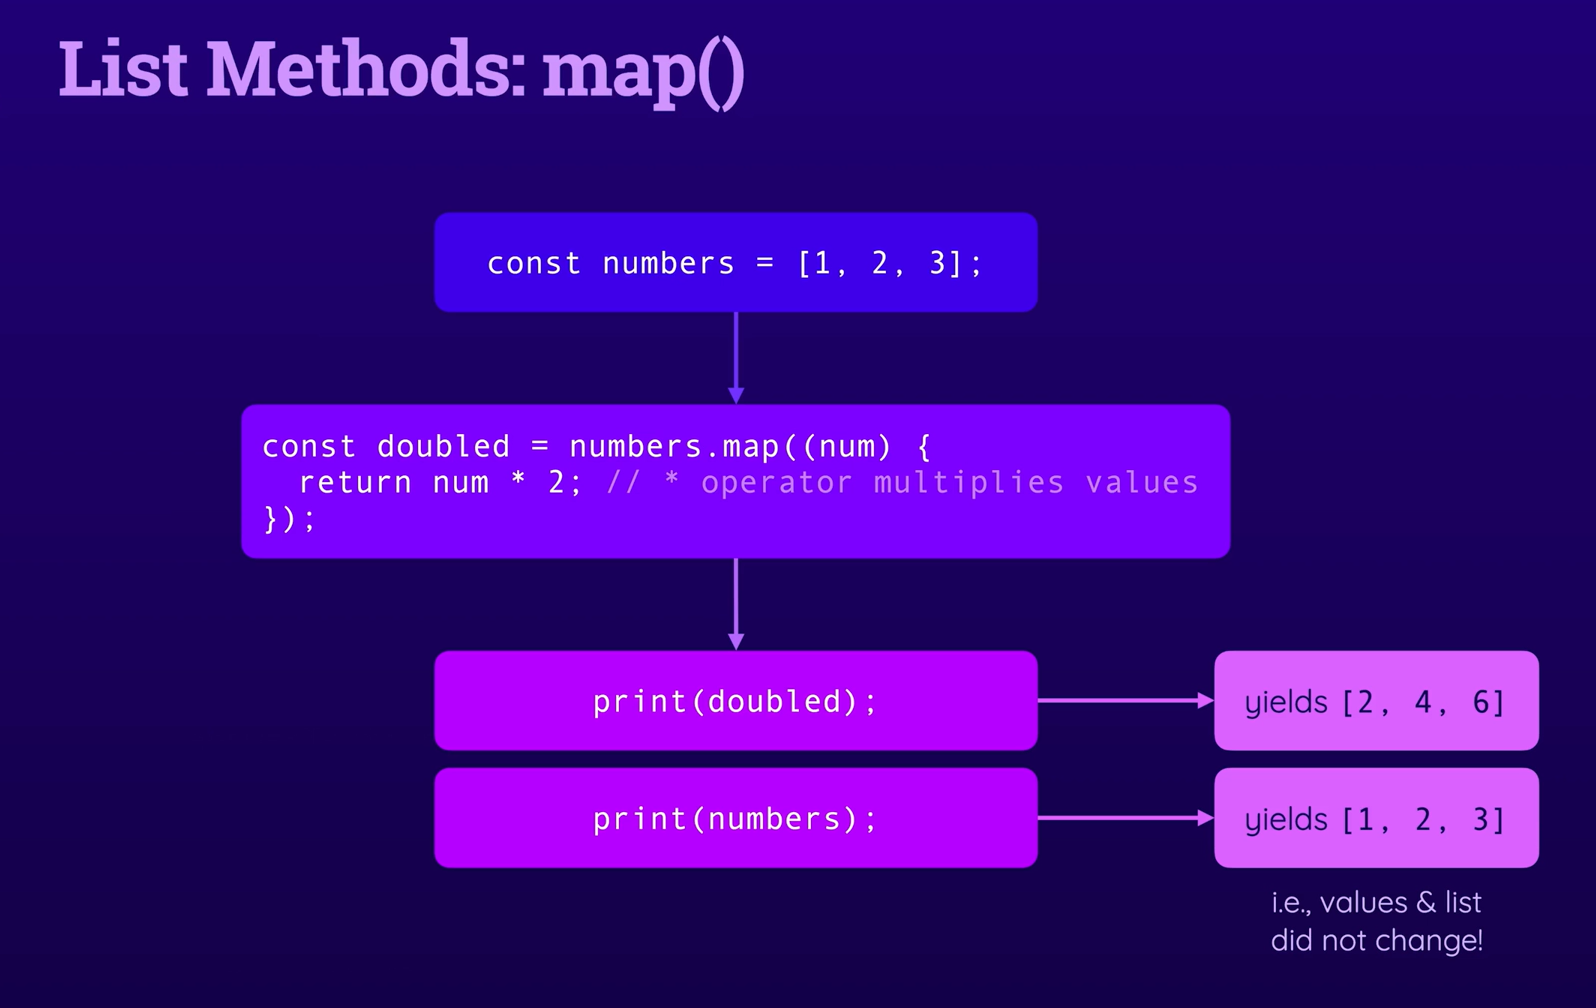 List Methods: map()
const numbers = [1, 2, 3];
const doubled = numbers.map((num) {
  return num * 2; // * operator multiplies values
});
print(doubled);
yields [2, 4, 6]
print(numbers);
yields [1, 2, 3]
i.e., values & list
did not change!